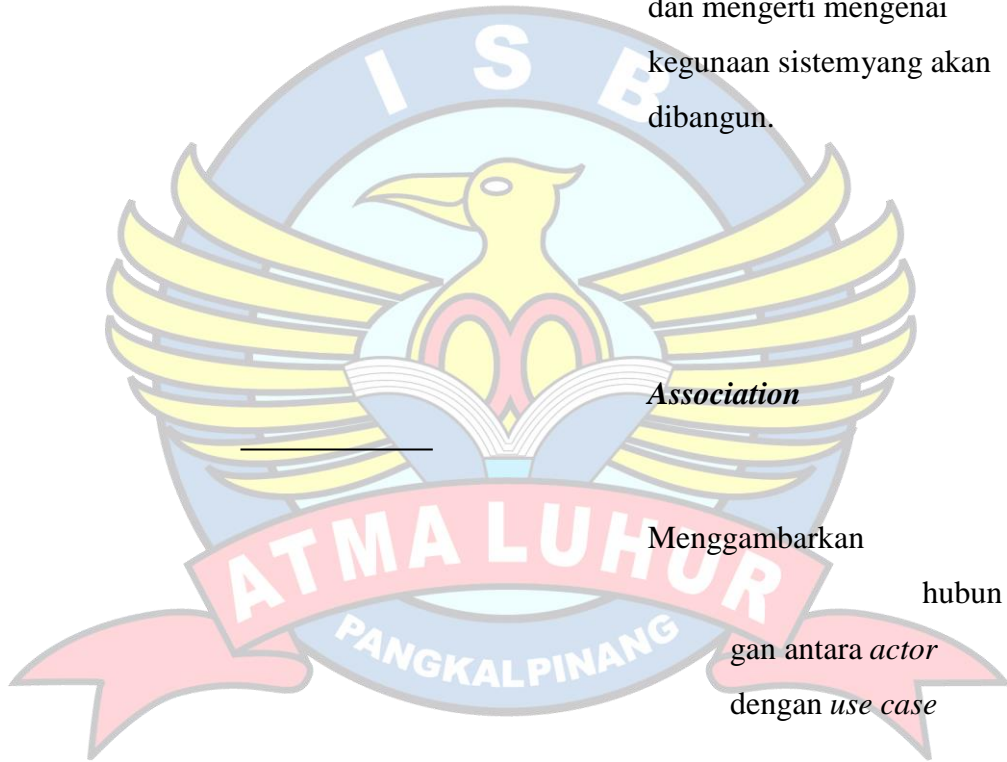 dan mengerti mengenai
kegunaan sistemyang akan
dibangun.
I S B
Association
Menggambarkan
hubun
gan antara actor
dengan use case
ATMA LUHUR
PANGKALPINANG